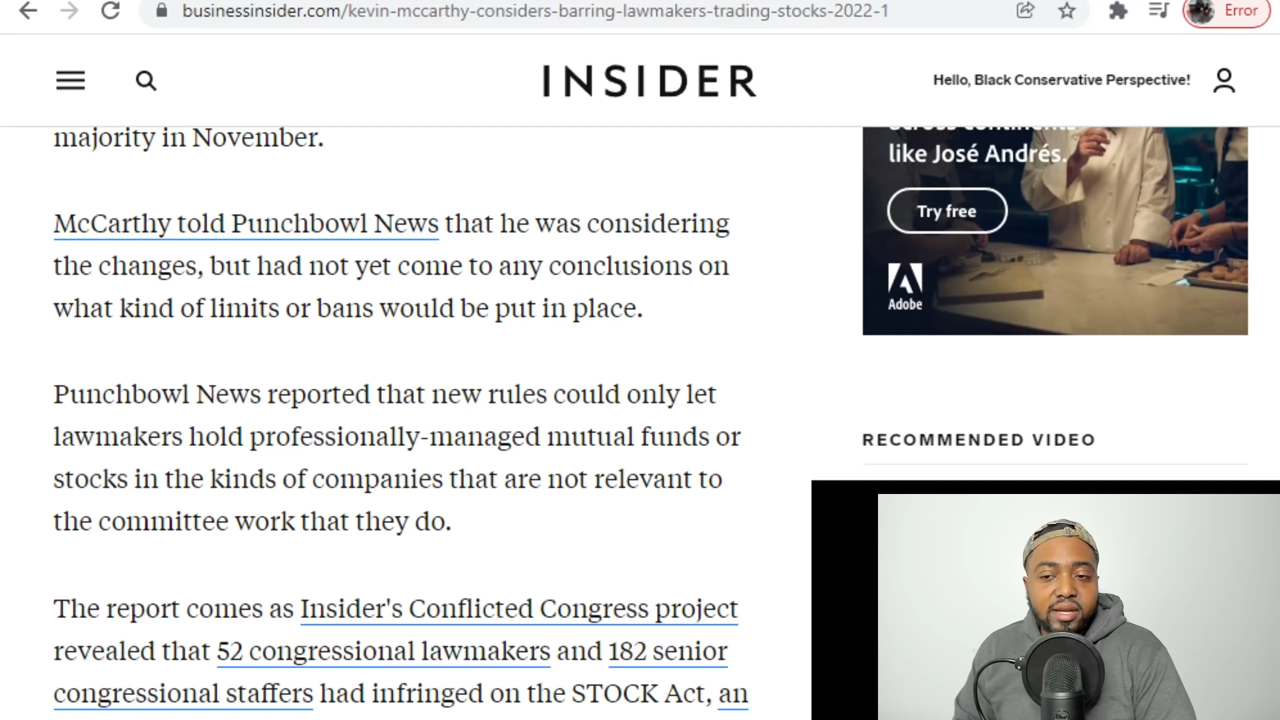 businessinsider.com/kevin-mccarthy-considers-barring-lawmakers-trading-stocks-2022-1
Error
INSIDER
Hello, Black Conservative Perspective!
majority in November.
McCarthy told Punchbowl News that he was considering
the changes, but had not yet come to any conclusions on
what kind of limits or bans would be put in place.
Punchbowl News reported that new rules could only let
lawmakers hold professionally-managed mutual funds or
stocks in the kinds of companies that are not relevant to
the committee work that they do.
The report comes as Insider's Conflicted Congress project
revealed that 52 congressional lawmakers and 182 senior
congressional staffers had infringed on the STOCK Act, an
like José Andrés.
Try free
Adobe
RECOMMENDED VIDEO